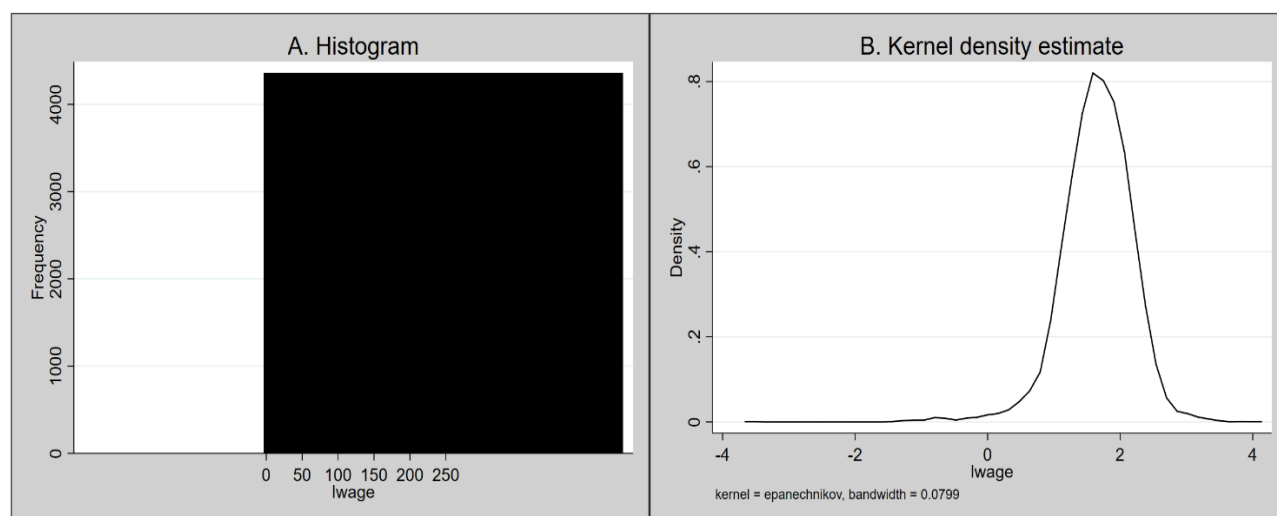 A. Histogram
Frequency
4000
3000
2000
1000
0
0 50 100 150 200 250
lwage
B. Kernel density estimate
Density
.8
.6
.4
.2
0
-4 -2 0 2 4
lwage
kernel = epanechnikov, bandwidth = 0.0799